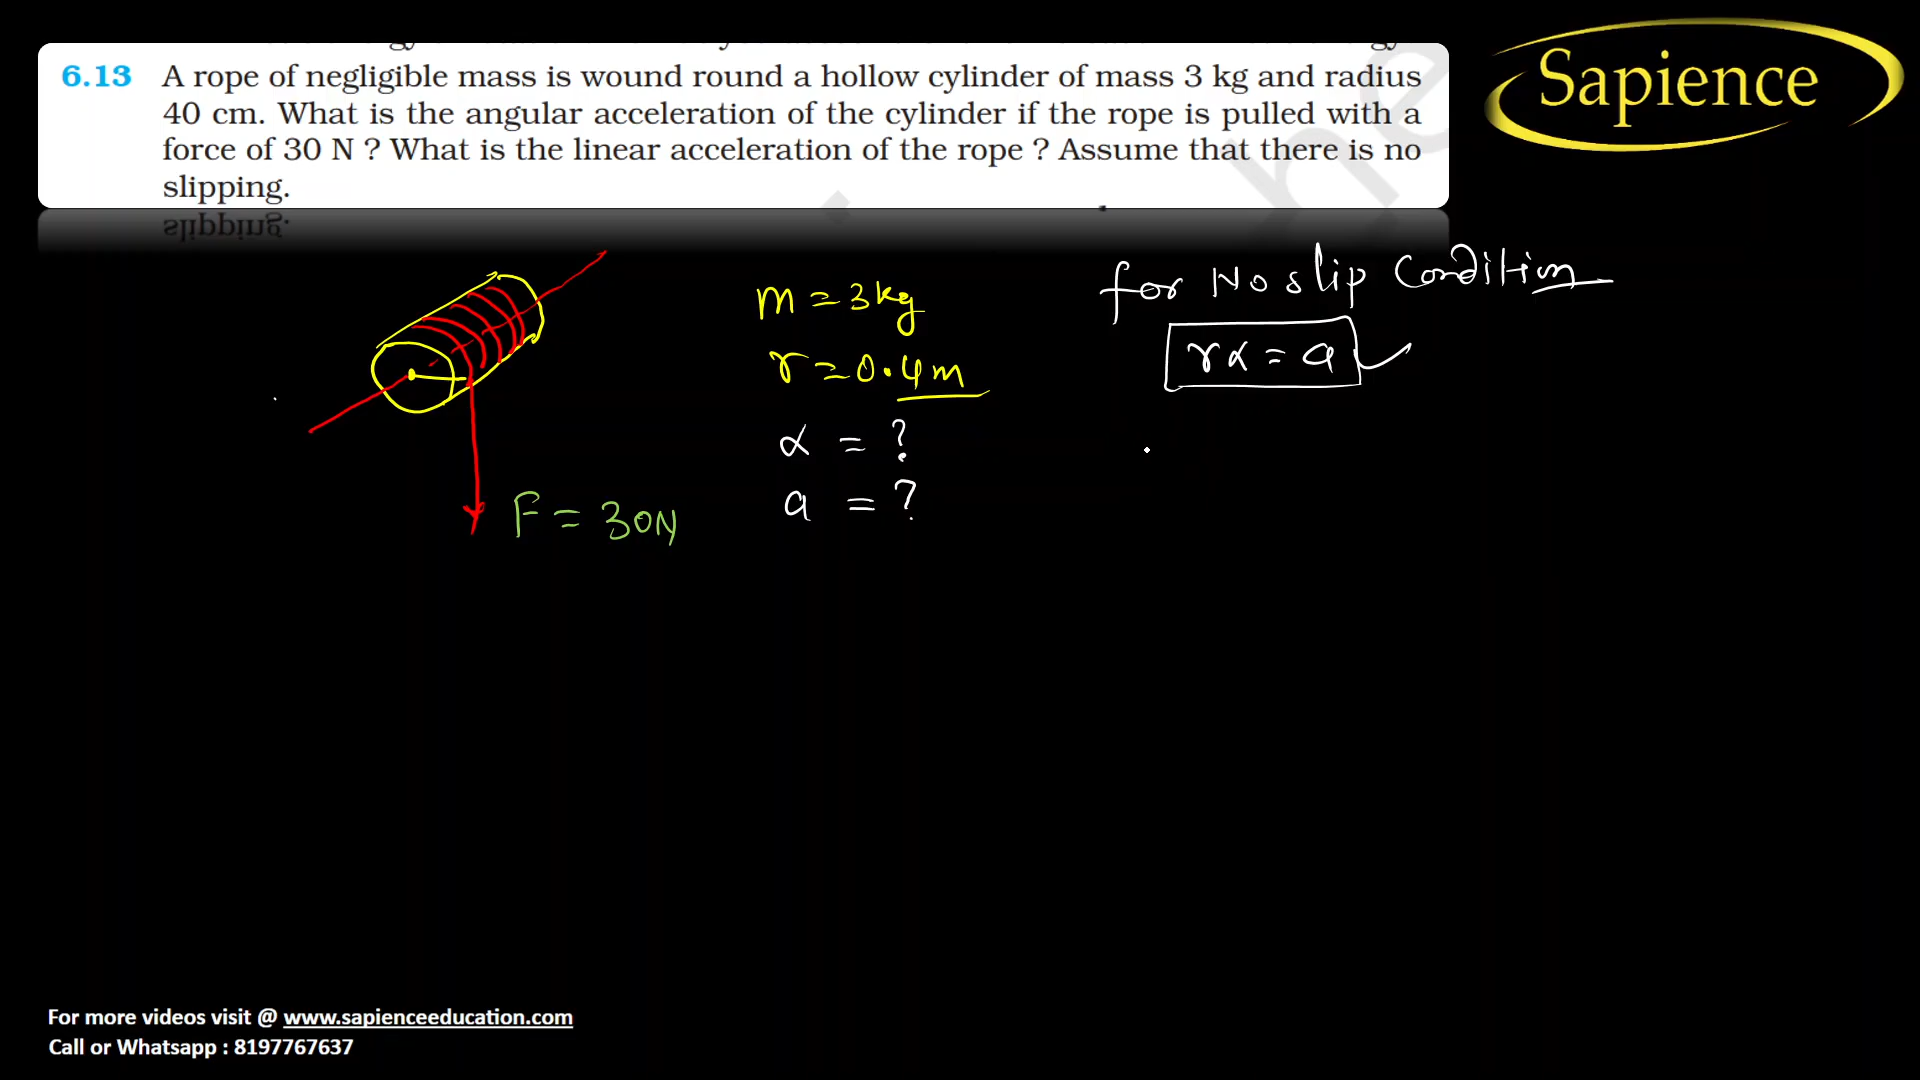 6.13 A rope of negligible mass is wound round a hollow cylinder of mass 3 kg and radius
40 cm. What is the angular acceleration of the cylinder if the rope is pulled with a
force of 30 N ? What is the linear acceleration of the rope ? Assume that there is no
slipping.
Sapience
for No slip Condition
m = 3 kg
rα = a
r = 0.4 m
α = ?
a = ?
F = 30N
For more videos visit @ www.sapienceeducation.com
Call or Whatsapp : 8197767637